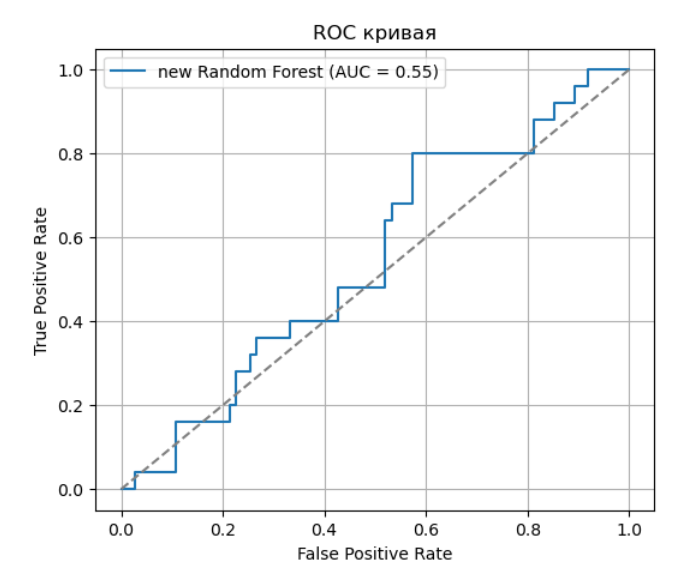 ROC кривая
new Random Forest (AUC = 0.55)
True Positive Rate
1.0
0.8
0.6
0.4
0.2
0.0
0.0 0.2 0.4 0.6 0.8 1.0
False Positive Rate